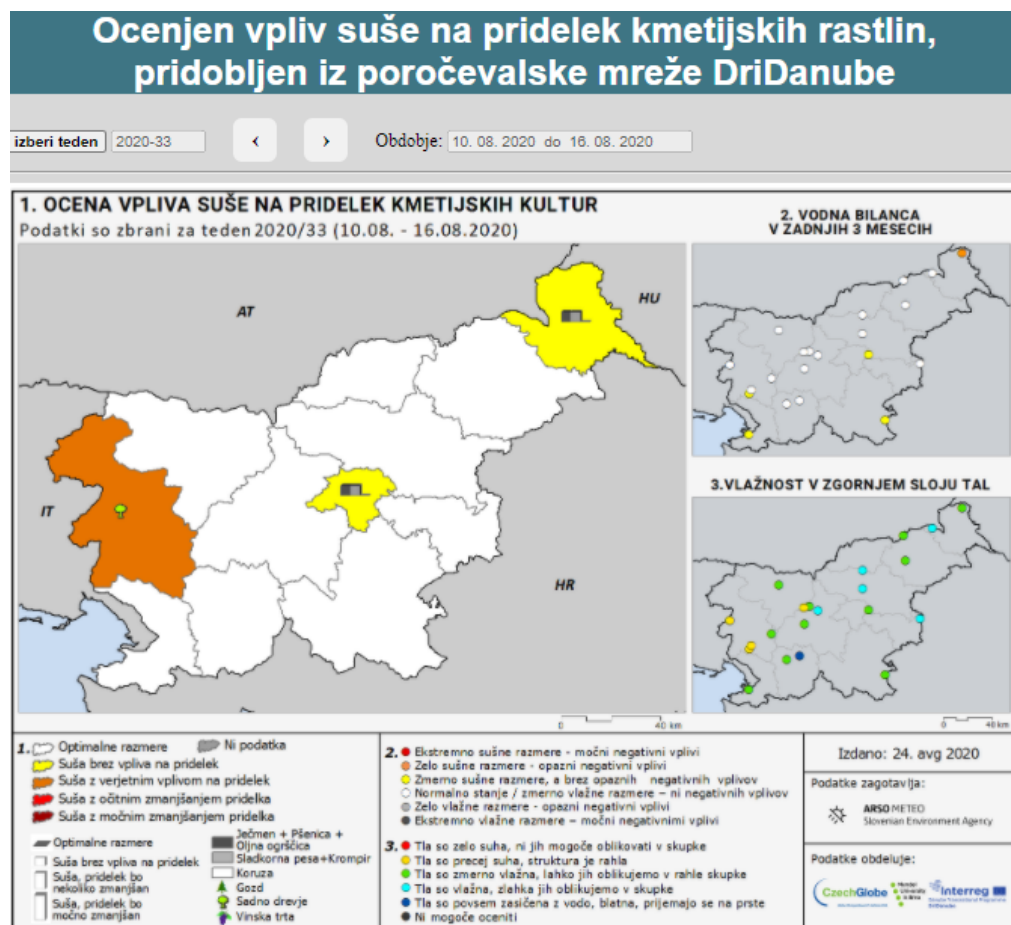 Ocenjen vpliv suše na pridelek kmetijskih rastlin,
pridobljen iz poročevalske mreže DriDanube
izberi teden 2020-33 ‹ › Obdobje: 10. 08. 2020 do 16. 08. 2020
1. OCENA VPLIVA SUŠE NA PRIDELEK KMETIJSKIH KULTUR
Podatki so zbrani za teden 2020/33 (10.08. - 16.08.2020)
AT
HU
IT
HR
0 40 km
2. VODNA BILANCA
V ZADNJIH 3 MESECIH
3.VLAŽNOST V ZGORNJEM SLOJU TAL
0 40 km
1. Optimalne razmere
Ni podatka
Suša brez vpliva na pridelek
Suša z verjetnim vplivom na pridelek
Suša z očitnim zmanjšanjem pridelka
Suša z močnim zmanjšanjem pridelka
Optimalne razmere
Suša brez vpliva na pridelek
Suša, pridelek bo
nekoliko zmanjšan
Suša, pridelek bo
močno zmanjšan
Ječmen + Pšenica +
Oljna ogrščica
Sladkorna pesa+Krompir
Koruza
Gozd
Sadno drevje
Vinska trta
2. Ekstremno sušne razmere - močni negativni vplivi
Zelo sušne razmere - opazni negativni vplivi
Zmerno sušne razmere, a brez opaznih negativnih vplivov
Normalno stanje / zmerno vlažne razmere – ni negativnih vplivov
Zelo vlažne razmere - opazni negativni vplivi
Ekstremno vlažne razmere – močni negativnimi vplivi
3. Tla so zelo suha, ni jih mogoče oblikovati v skupke
Tla so precej suha, struktura je rahla
Tla so zmerno vlažna, lahko jih oblikujemo v rahle skupke
Tla so vlažna, zlahka jih oblikujemo v skupke
Tla so povsem zasičena z vodo, blatna, prijemajo se na prste
Ni mogoče oceniti
Izdano: 24. avg 2020
Podatke zagotavlja:
ARSO METEO
Slovenian Environment Agency
Podatke obdeluje:
CzechGlobe
Mendel
University
in Brno
Interreg
DriDanube